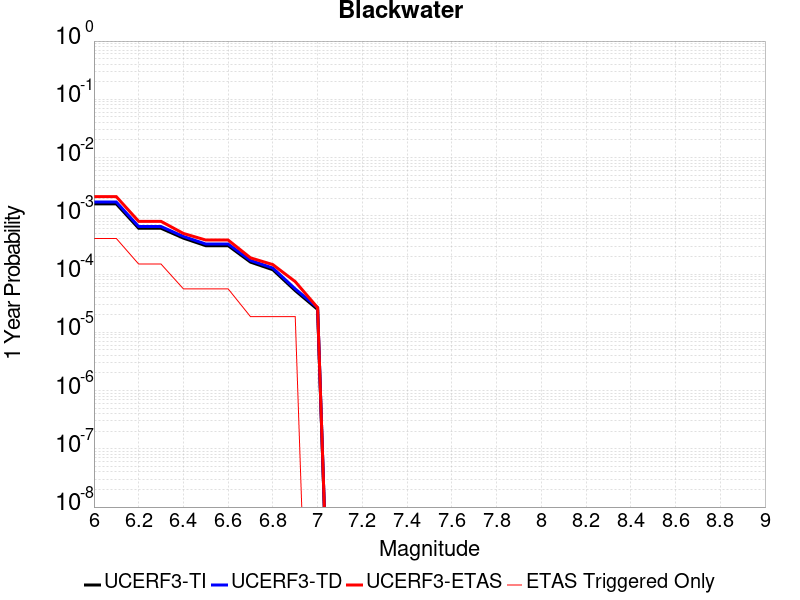 Blackwater
10^0
10^-1
10^-2
10^-3
10^-4
10^-5
10^-6
10^-7
10^-8
1 Year Probability
6 6.2 6.4 6.6 6.8 7 7.2 7.4 7.6 7.8 8 8.2 8.4 8.6 8.8 9
Magnitude
UCERF3-TI UCERF3-TD UCERF3-ETAS ETAS Triggered Only